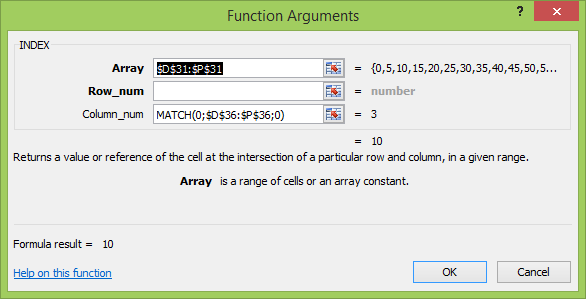 Function Arguments
? ×
INDEX
Array $D$31:$P$31 = {0,5,10,15,20,25,30,35,40,45,50,5...
Row_num = number
Column_num MATCH(0;$D$36:$P$36;0) = 3
= 10
Returns a value or reference of the cell at the intersection of a particular row and column, in a given range.
Array is a range of cells or an array constant.
Formula result = 10
Help on this function OK Cancel